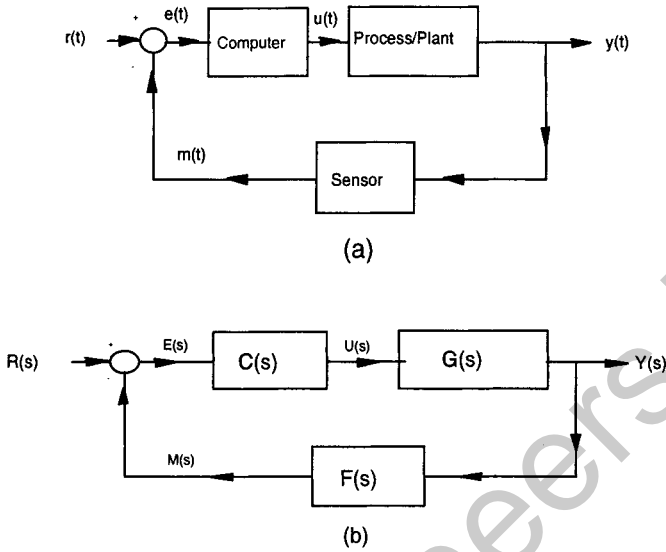 +
e(t)
u(t)
r(t)
Computer
Process/Plant
y(t)
m(t)
Sensor
(a)
+
E(s)
U(s)
R(s)
C(s)
G(s)
Y(s)
M(s)
F(s)
(b)